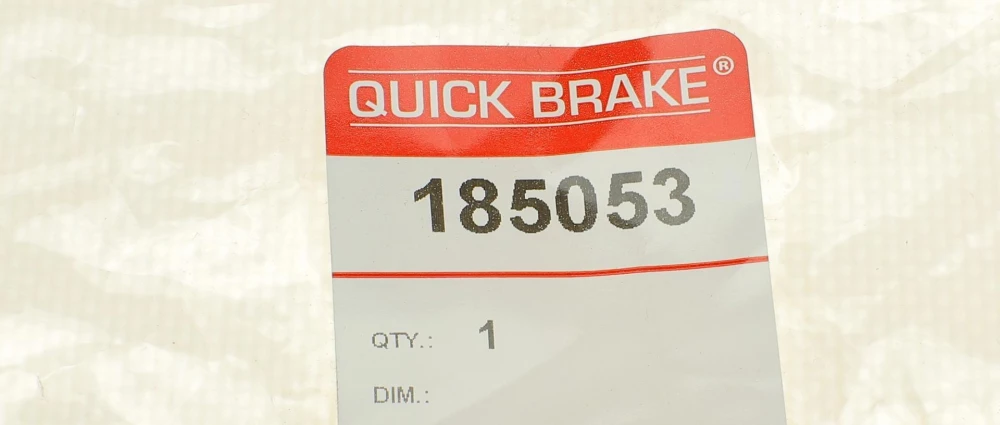 QUICK BRAKE®
185053
QTY.: 1
DIM.: